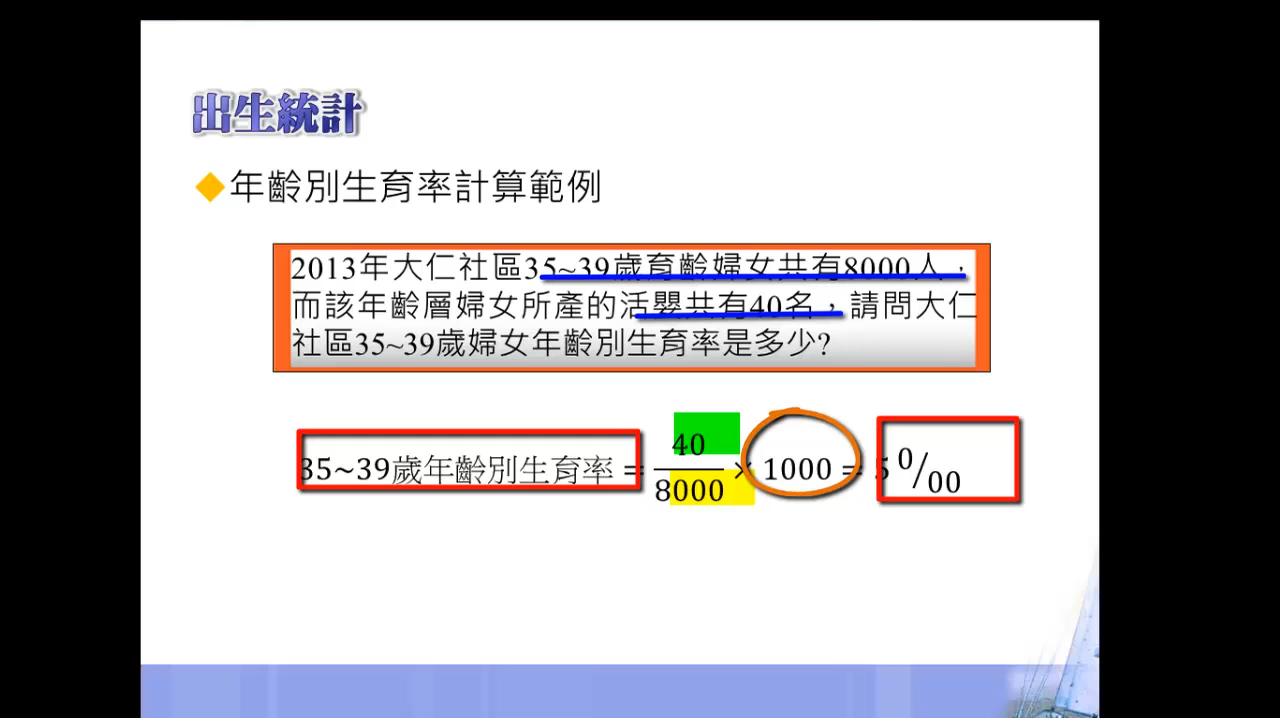 出生統計
年齡別生育率計算範例
2013年大仁社區35~39歲育齡婦女共有8000人，
而該年齡層婦女所產的活嬰共有40名，請問大仁
社區35~39歲婦女年齡別生育率是多少?
35~39歲年齡別生育率 = 40/8000 × 1000 = 5 0/00